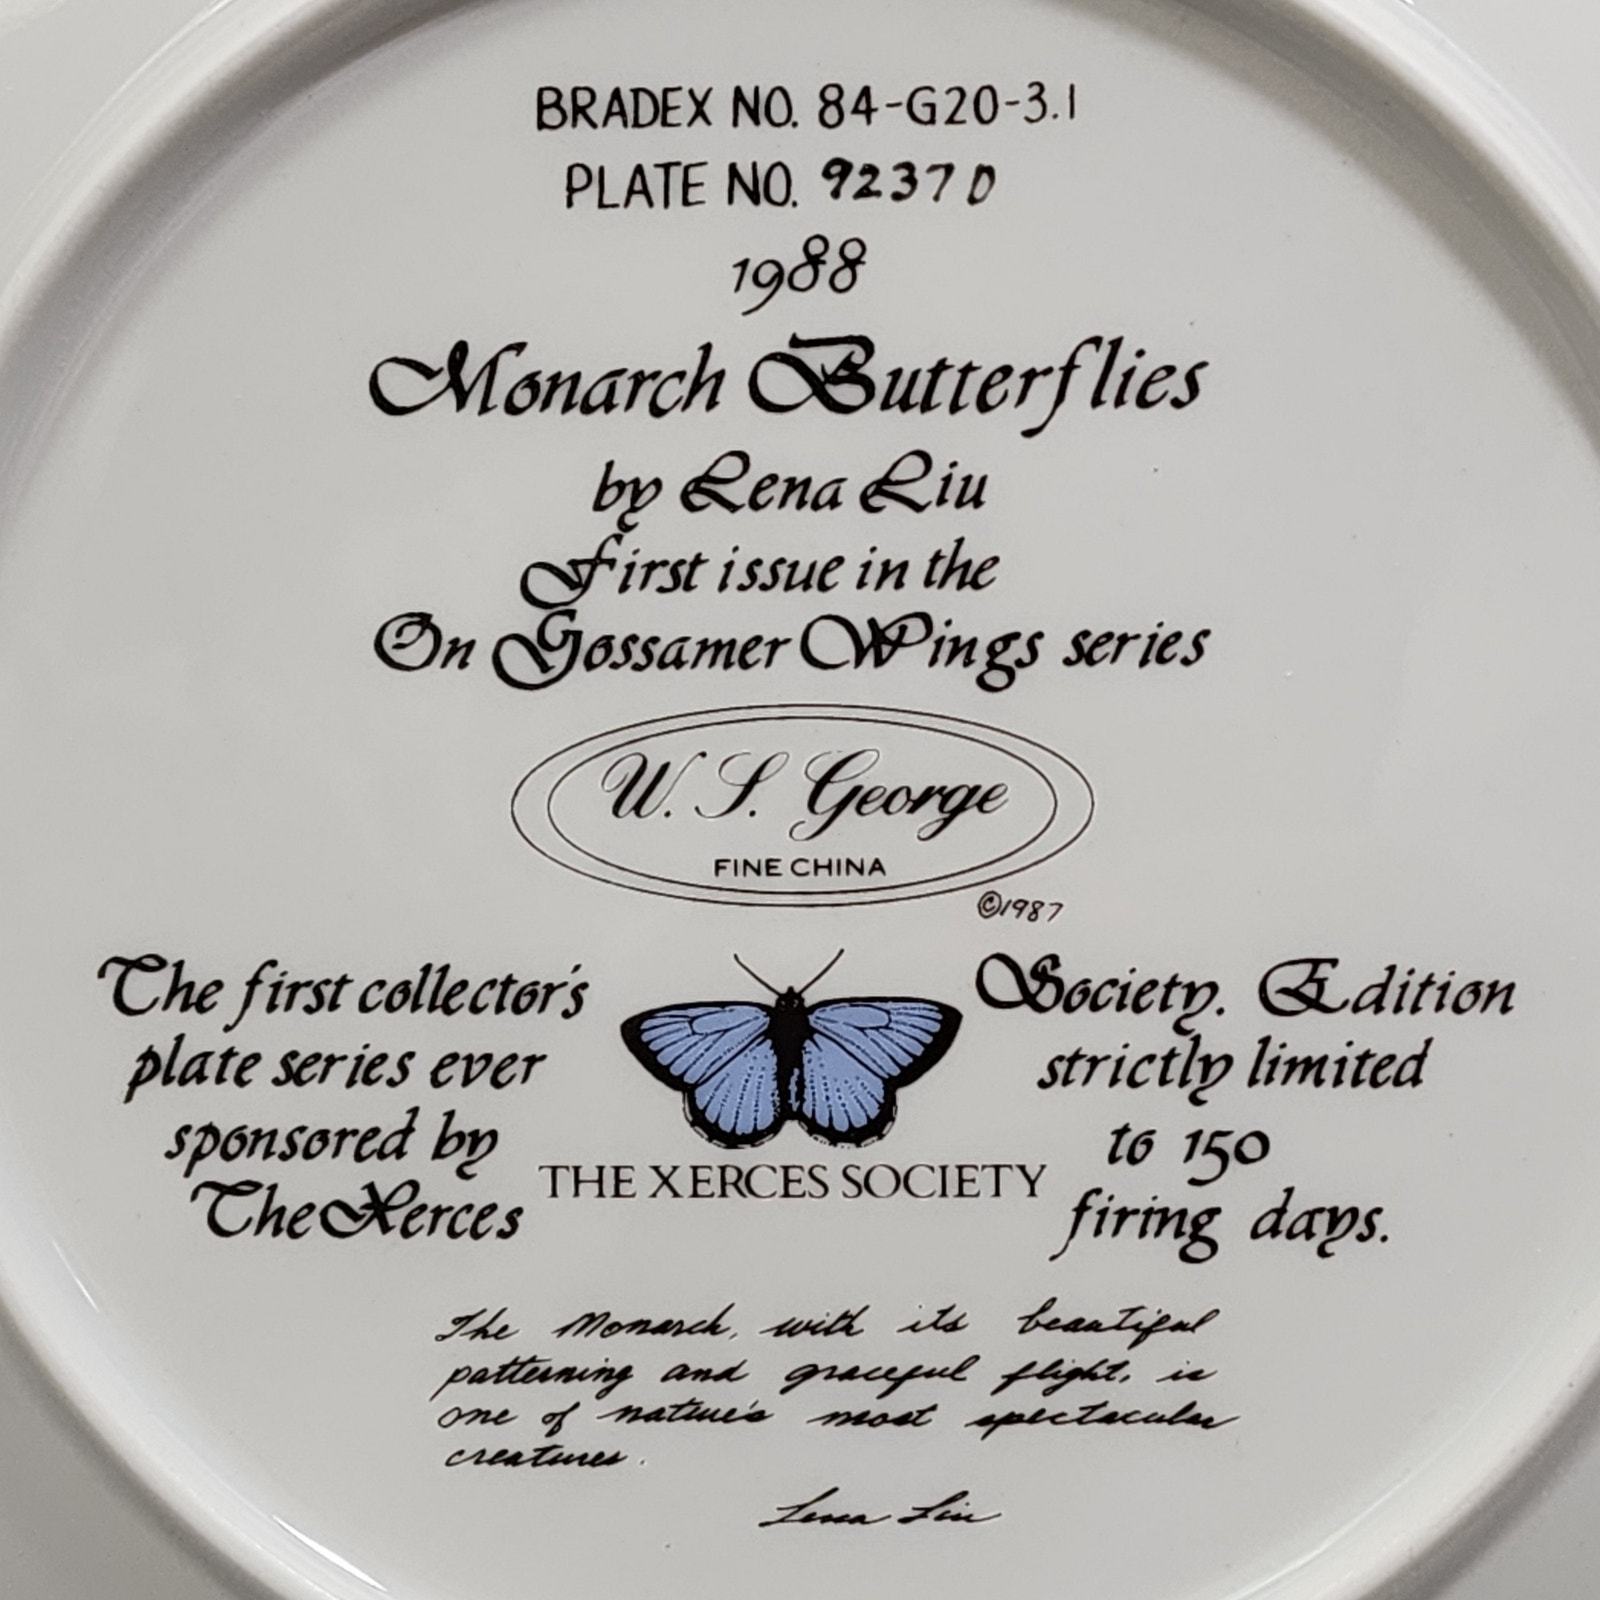 BRADEX NO. 84-G20-3.1
PLATE NO. 9237D
1988
Monarch Butterflies
by Lena Liu
First issue in the
On Gossamer Wings series
W. S. George
FINE CHINA
©1987
The first collector's
plate series ever
sponsored by
The Xerces
THE XERCES SOCIETY
Society. Edition
strictly limited
to 150
firing days.
The Monarch, with its beautiful
patterning and graceful flight, is
one of nature's most spectacular
creatures.
Lena Liu